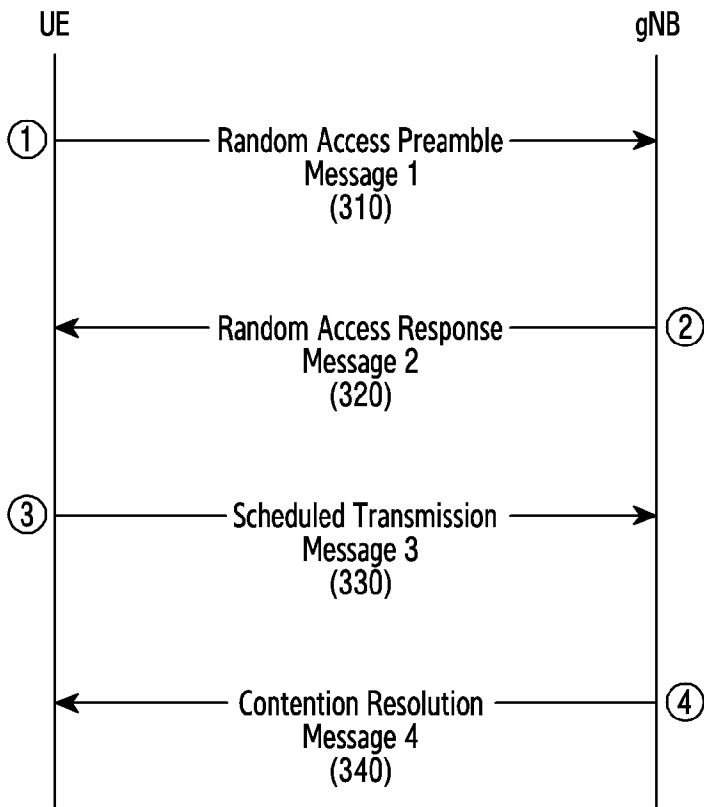 UE gNB
① Random Access Preamble
Message 1
(310)
Random Access Response ②
Message 2
(320)
③ Scheduled Transmission
Message 3
(330)
Contention Resolution ④
Message 4
(340)